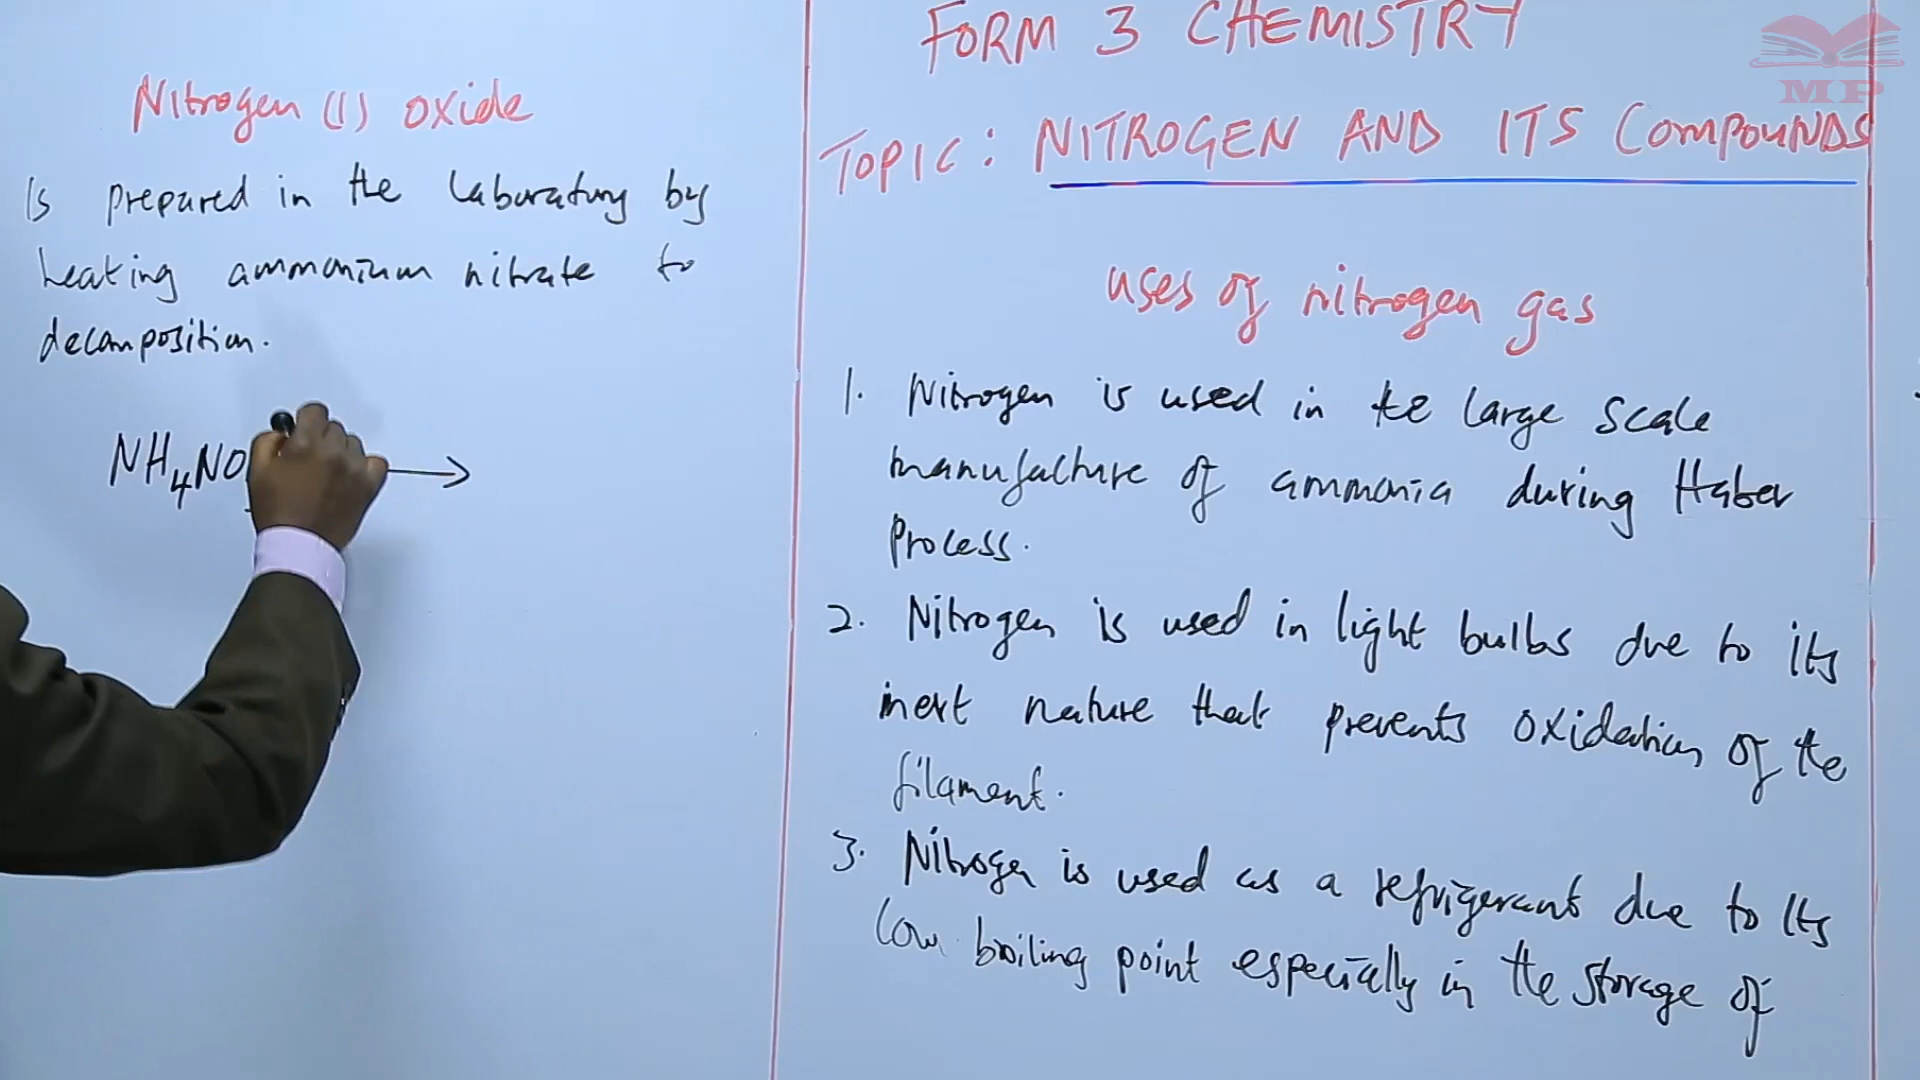 Nitrogen (I) oxide
Is prepared in the laboratory by
heating ammonium nitrate to
decomposition.
NH₄NO
FORM 3 CHEMISTRY
TOPIC: NITROGEN AND ITS COMPOUNDS
uses of nitrogen gas
1. Nitrogen is used in the large scale
manufacture of ammonia during Haber
Process.
2. Nitrogen is used in light bulbs due to its
inert nature that prevents oxidation of the
filament.
3. Nitrogen is used as a refrigerant due to its
low boiling point especially in the storage of
MP